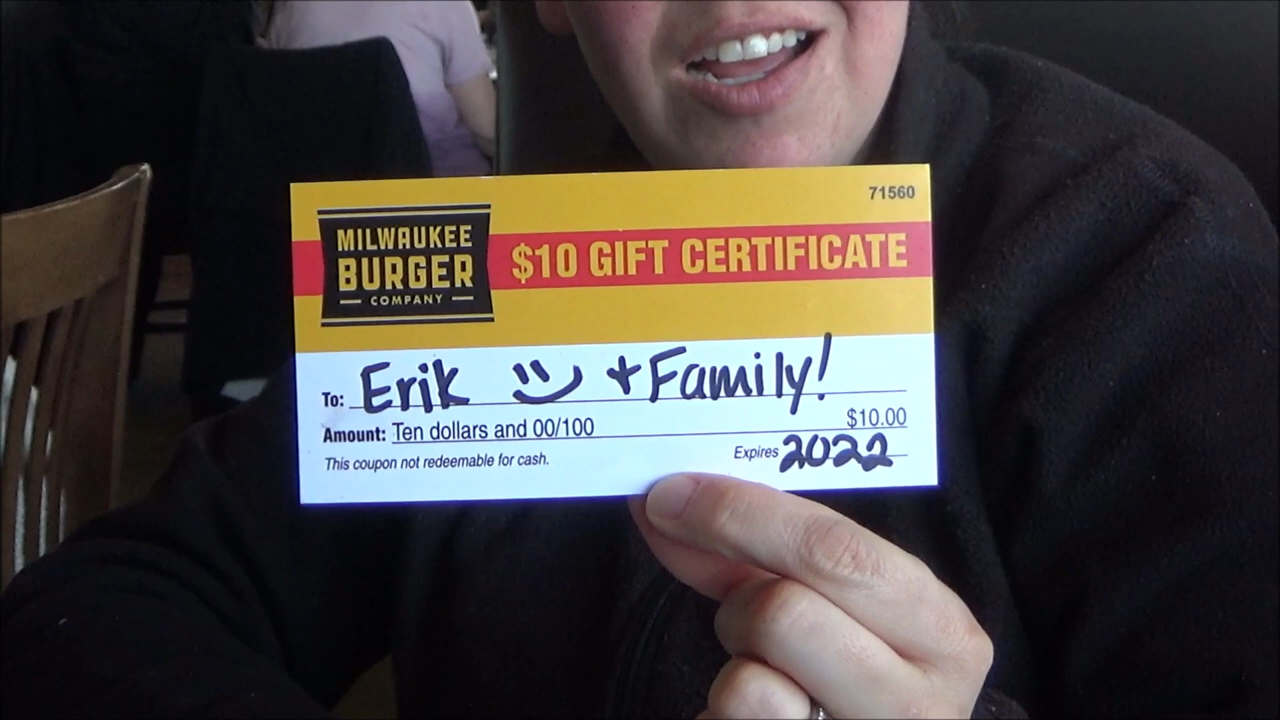 71560
MILWAUKEE
BURGER
COMPANY
$10 GIFT CERTIFICATE
To: Erik + Family!
Amount: Ten dollars and 00/100 $10.00
This coupon not redeemable for cash. Expires 2022